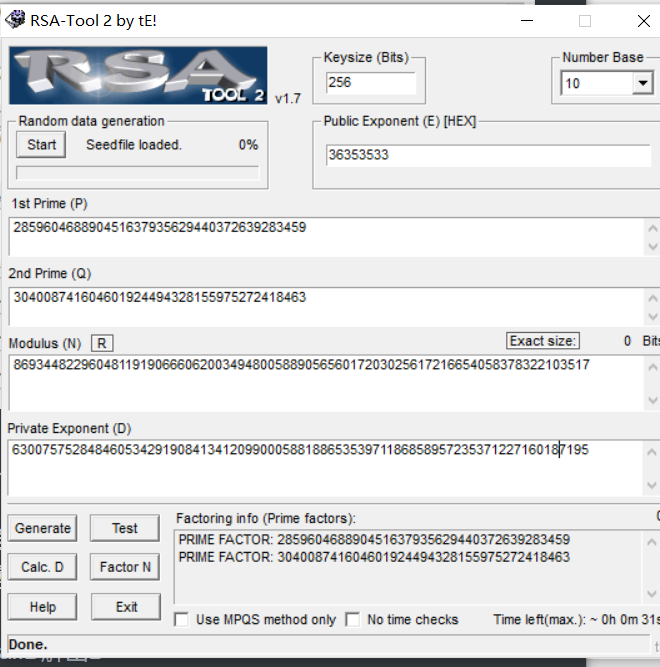 RSA-Tool 2 by tE!
RSA
TOOL 2 v1.7
Keysize (Bits)
256
Number Base
10
Random data generation
Start Seedfile loaded. 0%
Public Exponent (E) [HEX]
36353533
1st Prime (P)
285960468890451637935629440372639283459
2nd Prime (Q)
304008741604601924494328155975272418463
Modulus (N) R Exact size: 0 Bits
86934482296048119190666062003494800588905656017203025617216654058378322103517
Private Exponent (D)
63007575284846053429190841341209900058818865353971186858957235371227160187195
Generate Test
Calc. D Factor N
Help Exit
Factoring info (Prime factors):
PRIME FACTOR: 285960468890451637935629440372639283459
PRIME FACTOR: 304008741604601924494328155975272418463
Use MPQS method only No time checks Time left(max.): ~ 0h 0m 31s
Done.